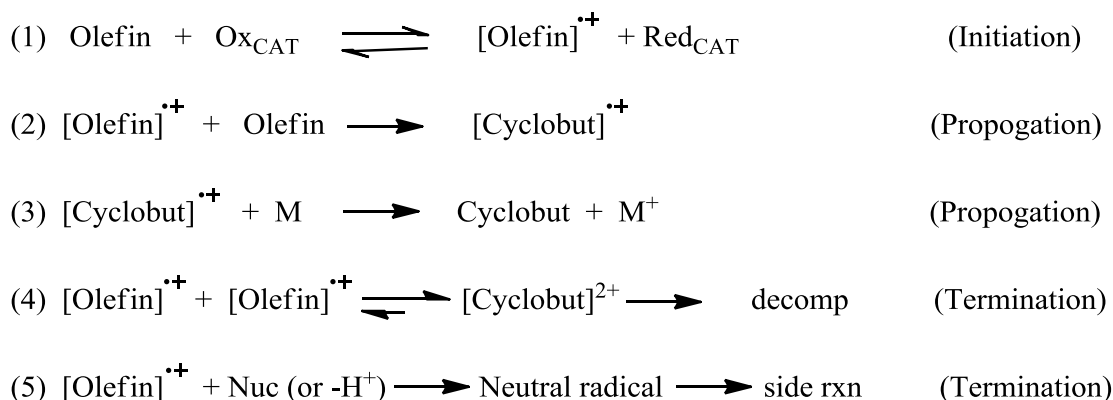 (1) Olefin + Ox_CAT ⇌ [Olefin]•+ + Red_CAT (Initiation)
(2) [Olefin]•+ + Olefin → [Cyclobut]•+ (Propogation)
(3) [Cyclobut]•+ + M → Cyclobut + M+ (Propogation)
(4) [Olefin]•+ + [Olefin]•+ ⇌ [Cyclobut]2+ → decomp (Termination)
(5) [Olefin]•+ + Nuc (or -H+) → Neutral radical → side rxn (Termination)